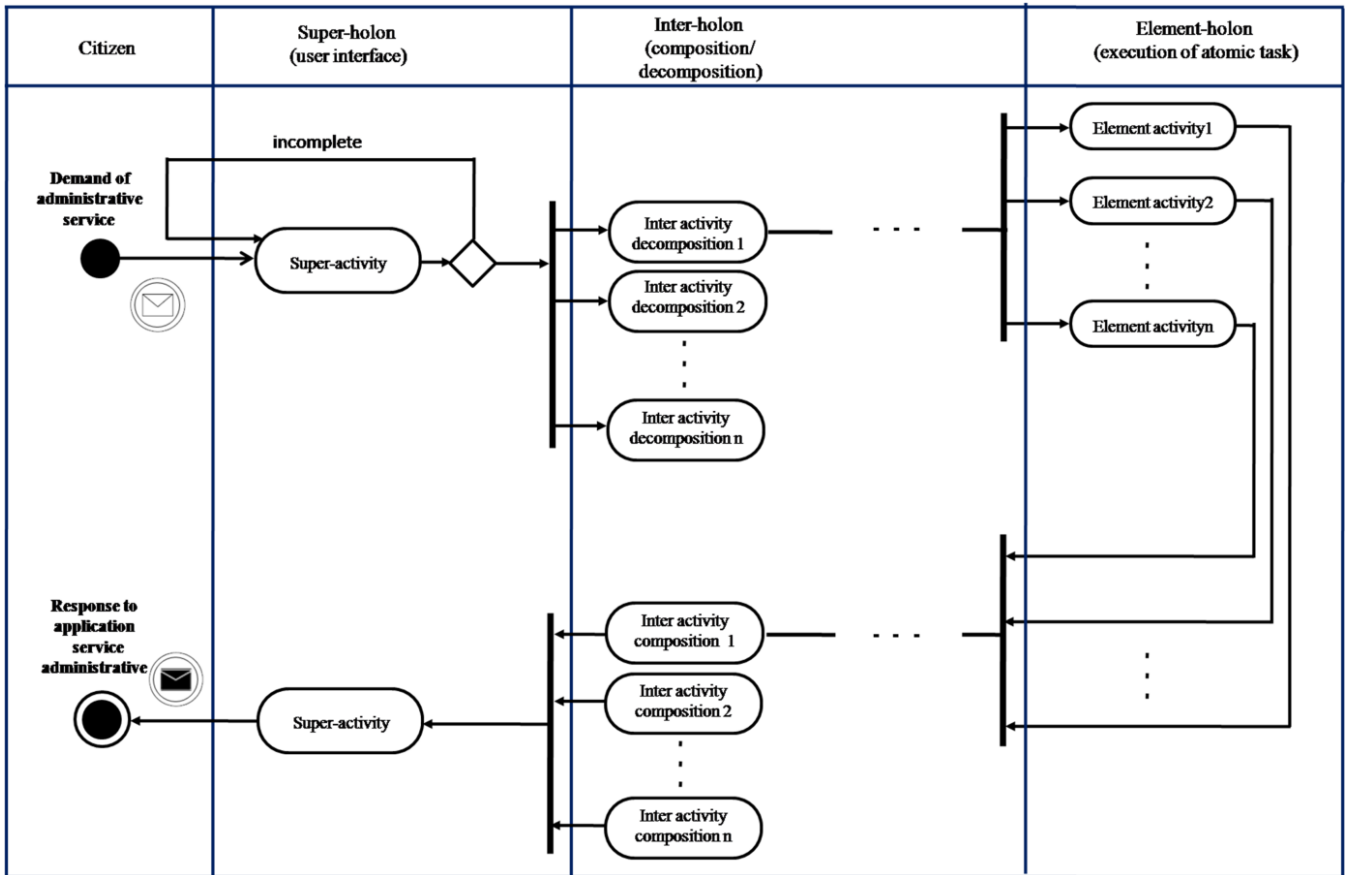 Citizen
Super-holon
(user interface)
Inter-holon
(composition/
decomposition)
Element-holon
(execution of atomic task)
incomplete
Demand of
administrative
service
Super-activity
Inter activity
decomposition 1
Inter activity
decomposition 2
Inter activity
decomposition n
Element activity1
Element activity2
Element activityn
Response to
application
service
administrative
Super-activity
Inter activity
composition 1
Inter activity
composition 2
Inter activity
composition n